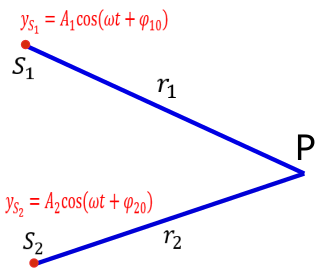 y_{S_1} = A_1cos(ωt + φ_{10})
S_1
r_1
P
y_{S_2} = A_2cos(ωt + φ_{20})
S_2
r_2